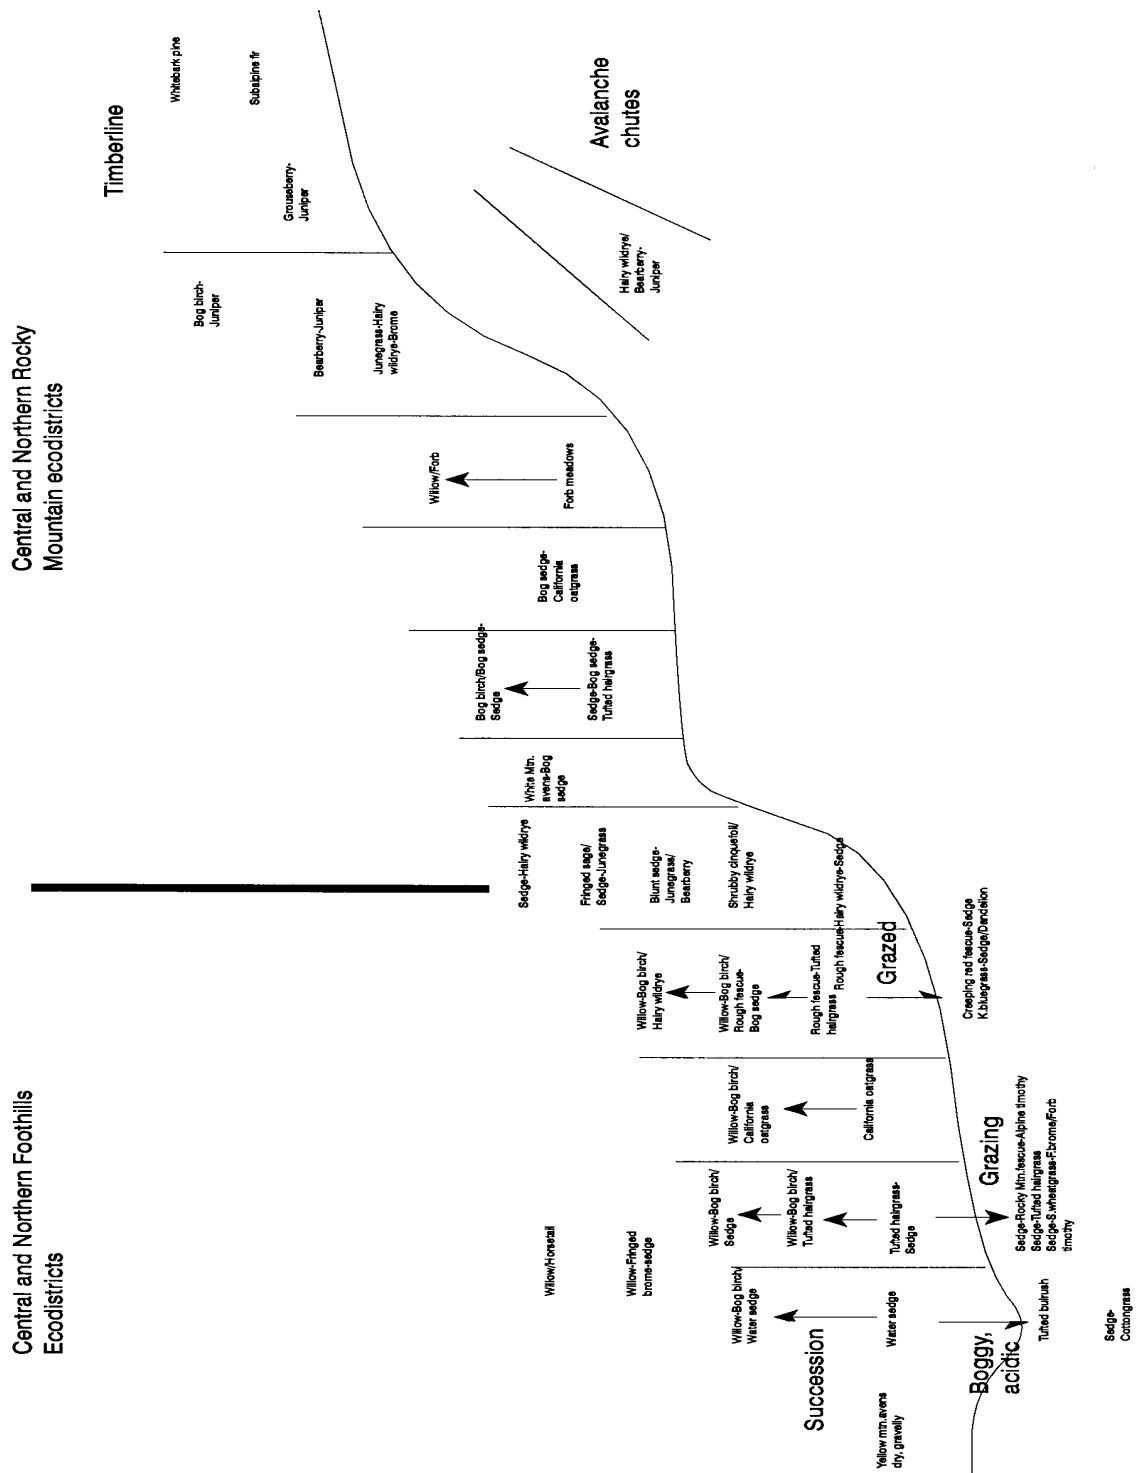 Central and Northern Foothills
Ecodistricts
Central and Northern Rocky
Mountain ecodistricts
Timberline
Whitebark pine
Subalpine fir
Grouseberry-
Juniper
Bog birch-
Juniper
Bearberry-Juniper
Junegrass-Hairy
wildrye-Brome
Avalanche
chutes
Hairy wildrye/
Bearberry-
Juniper
Willow/Forb
Forb meadows
Bog sedge-
California
oatgrass
Bog birch/Bog sedge-
Sedge
Sedge-Bog sedge-
Tufted hairgrass
White Mtn.
avens-Bog
sedge
Sedge-Hairy wildrye
Fringed sage/
Sedge-Junegrass
Blunt sedge-
Junegrass/
Bearberry
Shrubby cinquefoil/
Hairy wildrye
Rough fescue-Hairy wildrye-Sedge
Willow-Bog birch/
Hairy wildrye
Willow-Bog birch/
Rough fescue-
Bog sedge
Rough fescue-Tufted
hairgrass
Grazed
Creeping red fescue-Sedge
K.bluegrass-Sedge/Dandelion
Willow-Bog birch/
California
oatgrass
California oatgrass
Grazing
Willow-Bog birch/
Sedge
Willow-Bog birch/
Tufted hairgrass
Tufted hairgrass-
Sedge
Sedge-Rocky Mtn.fescue-Alpine timothy
Sedge-Tufted hairgrass
Sedge-S.wheatgrass-F.brome/Forb
timothy
Willow/Horsetail
Willow-Fringed
brome-sedge
Willow-Bog birch/
Water sedge
Water sedge
Succession
Boggy,
acidic
Tufted bulrush
Sedge-
Cottongrass
Yellow mtn.avens
dry, gravelly